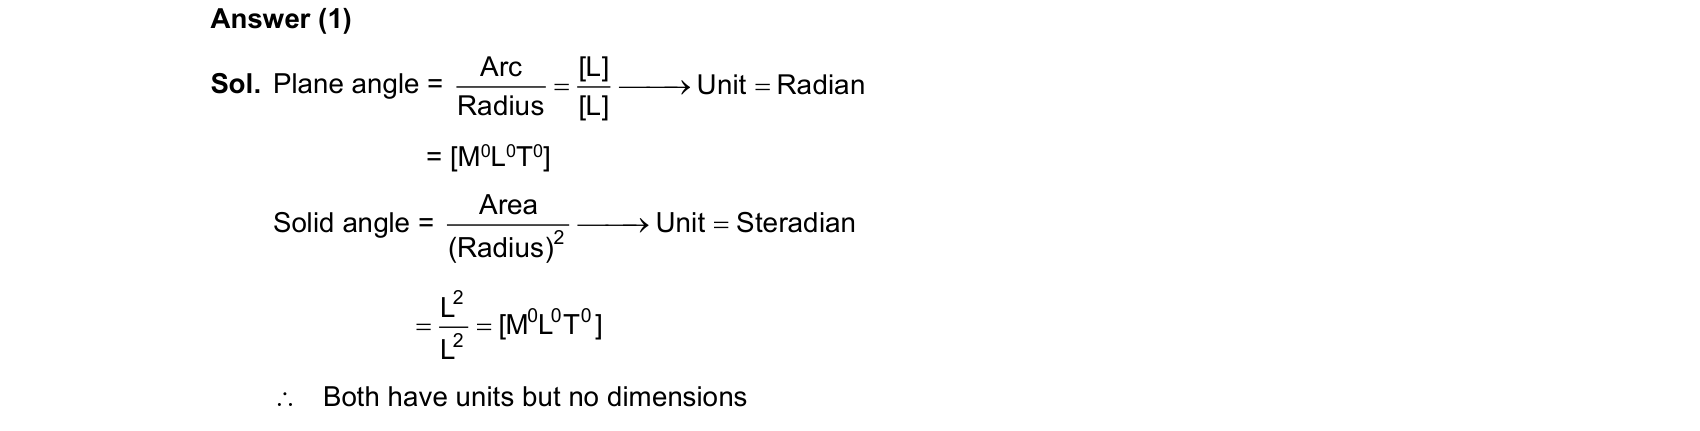 Answer (1)
Sol. Plane angle = Arc/Radius = [L]/[L] ⟶ Unit = Radian
= [M⁰L⁰T⁰]
Solid angle = Area/(Radius)² ⟶ Unit = Steradian
= L²/L² = [M⁰L⁰T⁰]
∴ Both have units but no dimensions